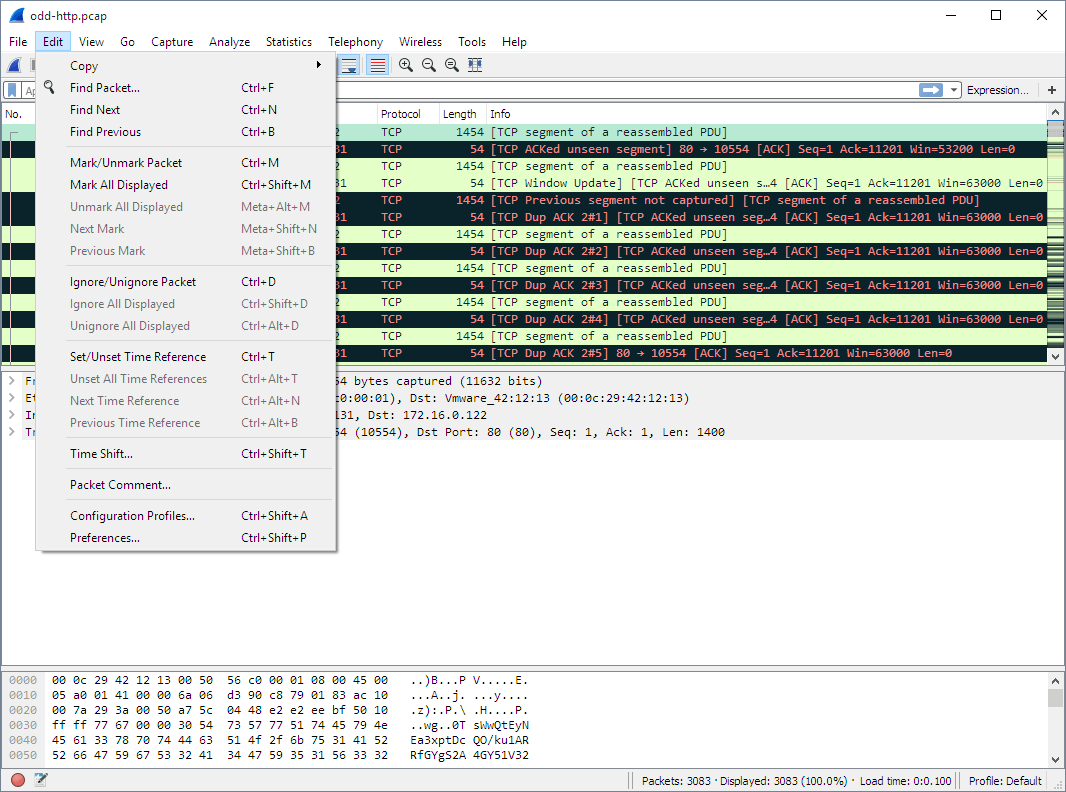 odd-http.pcap
File Edit View Go Capture Analyze Statistics Telephony Wireless Tools Help
Expression... +
Copy
Find Packet... Ctrl+F
Find Next Ctrl+N
Find Previous Ctrl+B
Mark/Unmark Packet Ctrl+M
Mark All Displayed Ctrl+Shift+M
Unmark All Displayed Meta+Alt+M
Next Mark Meta+Shift+N
Previous Mark Meta+Shift+B
Ignore/Unignore Packet Ctrl+D
Ignore All Displayed Ctrl+Shift+D
Unignore All Displayed Ctrl+Alt+D
Set/Unset Time Reference Ctrl+T
Unset All Time References Ctrl+Alt+T
Next Time Reference Ctrl+Alt+N
Previous Time Reference Ctrl+Alt+B
Time Shift... Ctrl+Shift+T
Packet Comment...
Configuration Profiles... Ctrl+Shift+A
Preferences... Ctrl+Shift+P
No. Protocol Length Info
2 TCP 1454 [TCP segment of a reassembled PDU]
31 TCP 54 [TCP ACKed unseen segment] 80 → 10554 [ACK] Seq=1 Ack=11201 Win=53200 Len=0
2 TCP 1454 [TCP segment of a reassembled PDU]
31 TCP 54 [TCP Window Update] [TCP ACKed unseen s…4 [ACK] Seq=1 Ack=11201 Win=63000 Len=0
2 TCP 1454 [TCP Previous segment not captured] [TCP segment of a reassembled PDU]
31 TCP 54 [TCP Dup ACK 2#1] [TCP ACKed unseen seg…4 [ACK] Seq=1 Ack=11201 Win=63000 Len=0
2 TCP 1454 [TCP segment of a reassembled PDU]
31 TCP 54 [TCP Dup ACK 2#2] [TCP ACKed unseen seg…4 [ACK] Seq=1 Ack=11201 Win=63000 Len=0
2 TCP 1454 [TCP segment of a reassembled PDU]
31 TCP 54 [TCP Dup ACK 2#3] [TCP ACKed unseen seg…4 [ACK] Seq=1 Ack=11201 Win=63000 Len=0
2 TCP 1454 [TCP segment of a reassembled PDU]
31 TCP 54 [TCP Dup ACK 2#4] [TCP ACKed unseen seg…4 [ACK] Seq=1 Ack=11201 Win=63000 Len=0
2 TCP 1454 [TCP segment of a reassembled PDU]
31 TCP 54 [TCP Dup ACK 2#5] 80 → 10554 [ACK] Seq=1 Ack=11201 Win=63000 Len=0
54 bytes captured (11632 bits)
:0:00:01), Dst: Vmware_42:12:13 (00:0c:29:42:12:13)
131, Dst: 172.16.0.122
54 (10554), Dst Port: 80 (80), Seq: 1, Ack: 1, Len: 1400
0000 00 0c 29 42 12 13 00 50 56 c0 00 01 08 00 45 00 ..)B...P V.....E.
0010 05 a0 01 41 00 00 6a 06 d3 90 c8 79 01 83 ac 10 ...A..j. ...y....
0020 00 7a 29 3a 00 50 a7 5c 04 48 e2 e2 ee bf 50 10 .z):.P.\ .H....P.
0030 ff ff 77 67 00 00 30 54 73 57 77 51 74 45 79 4e ..wg..0T sWwQtEyN
0040 45 61 33 78 70 74 44 63 51 4f 2f 6b 75 31 41 52 Ea3xptDc QO/ku1AR
0050 52 66 47 59 67 53 32 41 34 47 59 35 31 56 33 32 RfGYgS2A 4GY51V32
Packets: 3083 · Displayed: 3083 (100.0%) · Load time: 0:0.100 Profile: Default